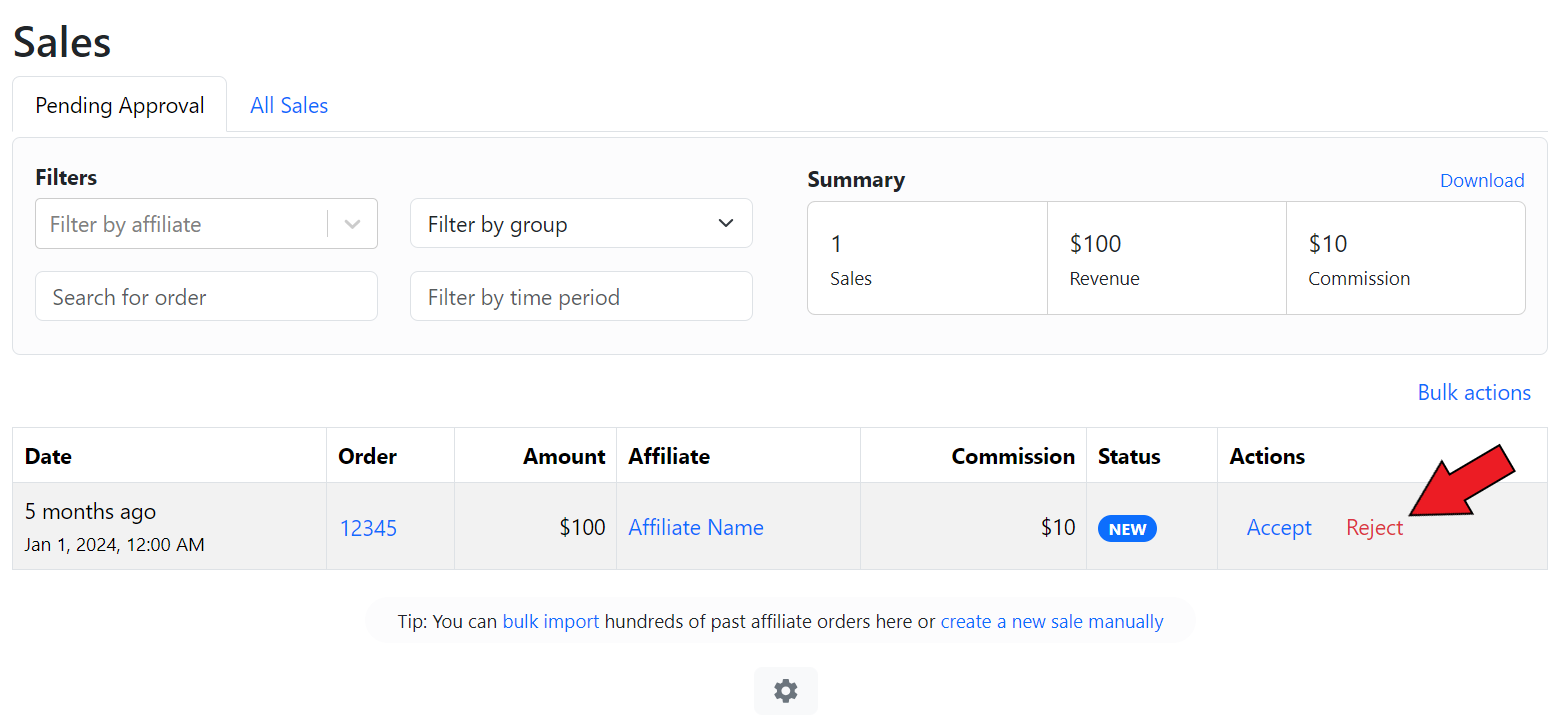 Sales
Pending Approval All Sales
Filters
Filter by affiliate Filter by group
Search for order Filter by time period
Summary Download
1 $100 $10
Sales Revenue Commission
Bulk actions
Date Order Amount Affiliate Commission Status Actions
5 months ago
Jan 1, 2024, 12:00 AM
12345 $100 Affiliate Name $10 NEW Accept Reject
Tip: You can bulk import hundreds of past affiliate orders here or create a new sale manually